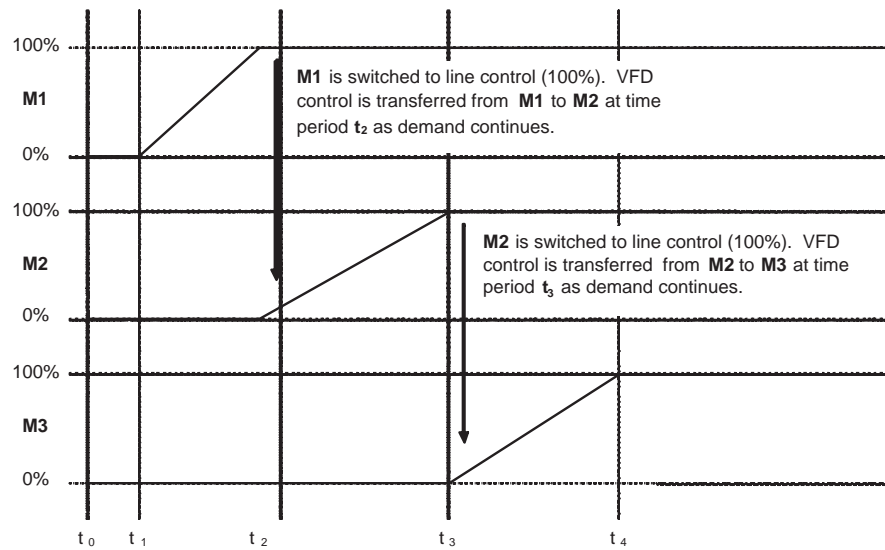 100%
M1 is switched to line control (100%). VFD
control is transferred from M1 to M2 at time
period t2 as demand continues.
M1
0%
100%
M2 is switched to line control (100%). VFD
control is transferred from M2 to M3 at time
period t3 as demand continues.
M2
0%
100%
M3
0%
t0 t1 t2 t3 t4